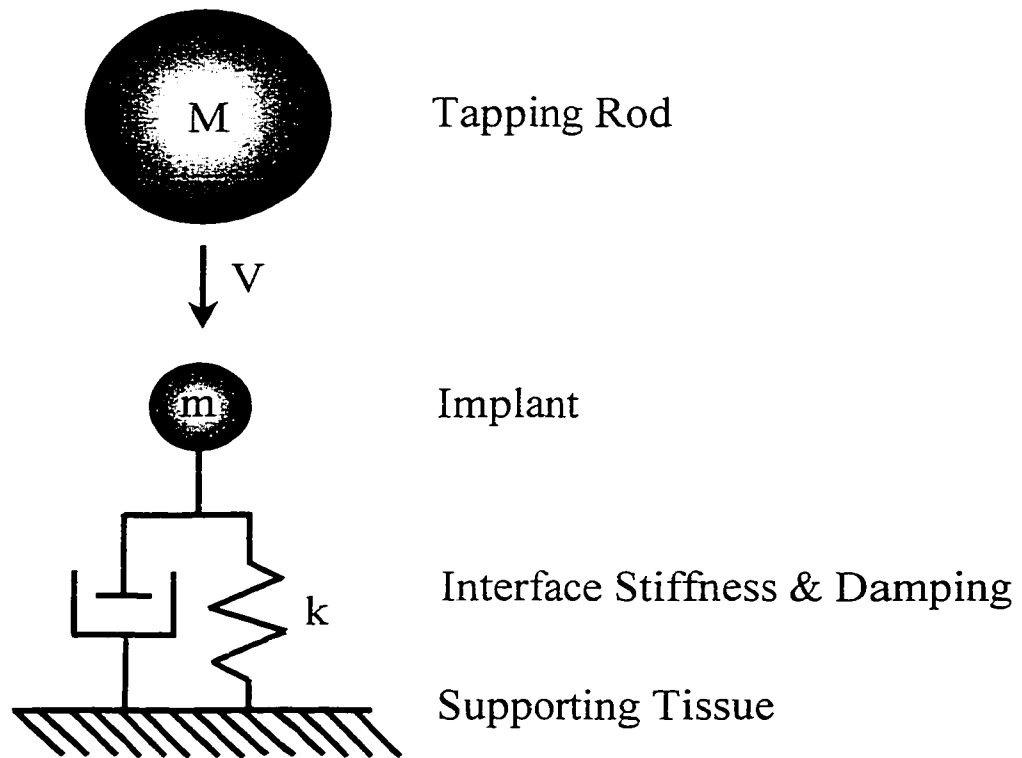 M
Tapping Rod
V
m
Implant
k
Interface Stiffness & Damping
Supporting Tissue